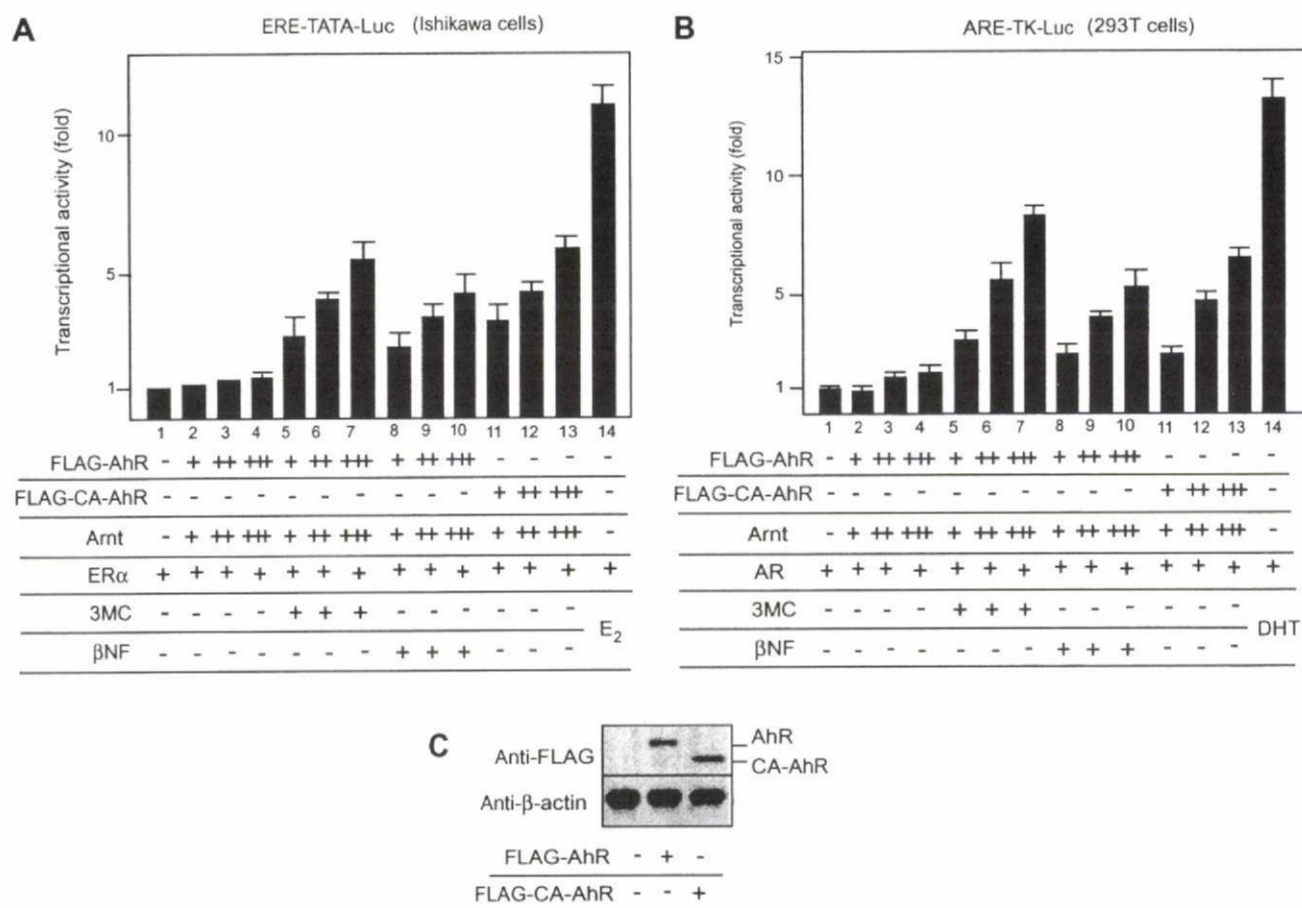 A
ERE-TATA-Luc (Ishikawa cells)
Transcriptional activity (fold)
10
5
1
1 2 3 4 5 6 7 8 9 10 11 12 13 14
FLAG-AhR - + ++ +++ + ++ +++ + ++ +++ - - - -
FLAG-CA-AhR - - - - - - - - - - + ++ +++ -
Arnt - + ++ +++ + ++ +++ + ++ +++ + ++ +++ -
ERα + + + + + + + + + + + + + +
3MC - - - - + + + - - - - - -
E2
βNF - - - - - - - + + + - - -
B
ARE-TK-Luc (293T cells)
Transcriptional activity (fold)
15
10
5
1
1 2 3 4 5 6 7 8 9 10 11 12 13 14
FLAG-AhR - + ++ +++ + ++ +++ + ++ +++ - - - -
FLAG-CA-AhR - - - - - - - - - - + ++ +++ -
Arnt - + ++ +++ + ++ +++ + ++ +++ + ++ +++ -
AR + + + + + + + + + + + + + +
3MC - - - - + + + - - - - - -
DHT
βNF - - - - - - - + + + - - -
C
Anti-FLAG
AhR
CA-AhR
Anti-β-actin
FLAG-AhR - + -
FLAG-CA-AhR - - +